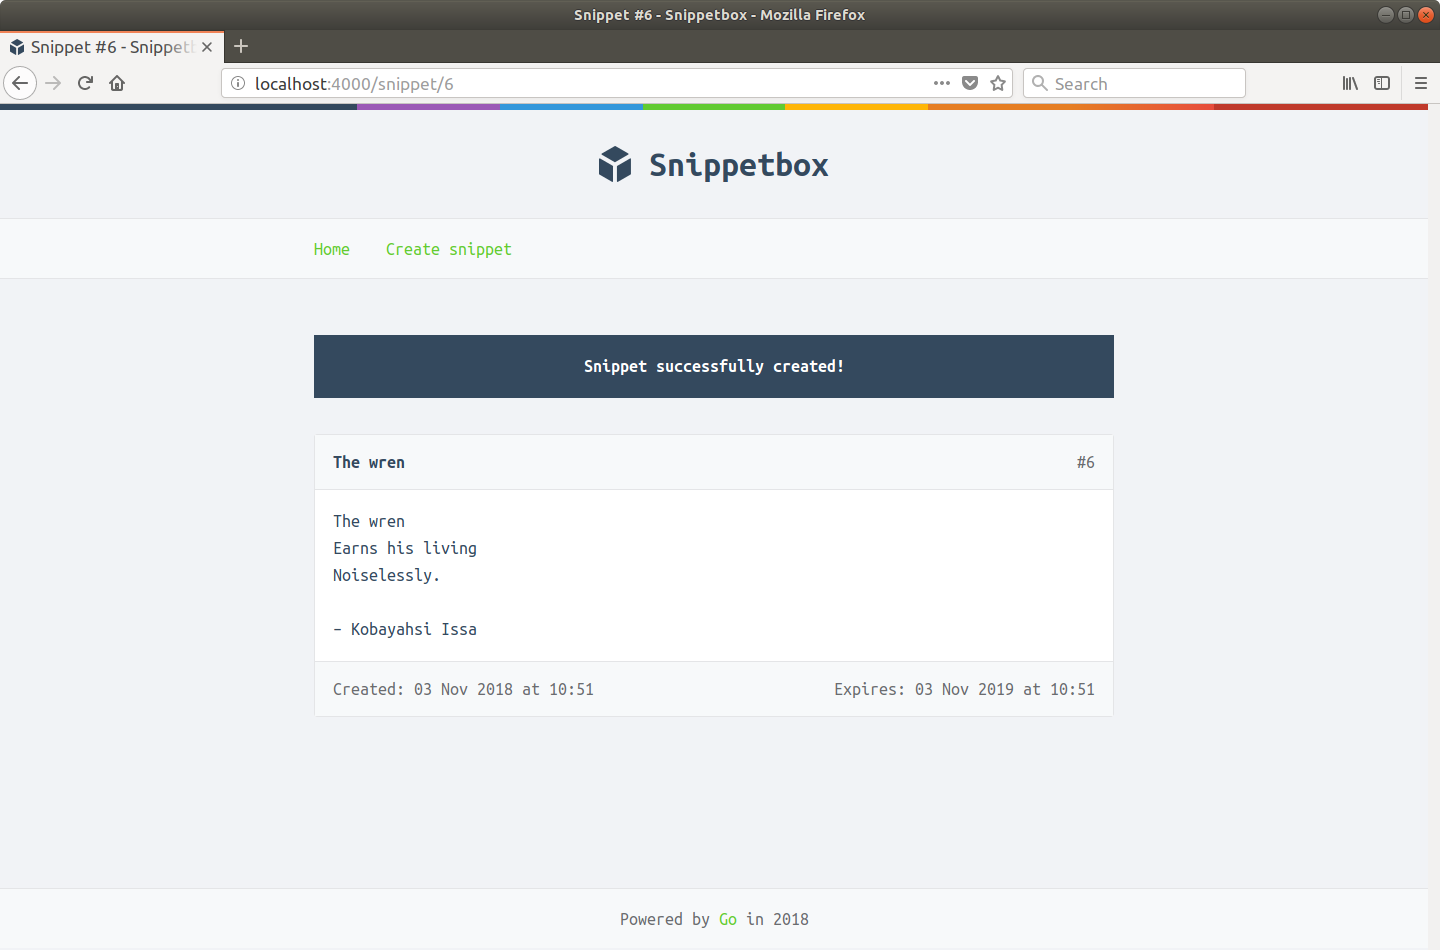 Snippet #6 - Snippetbox - Mozilla Firefox
Snippet #6 - Snippetb
localhost:4000/snippet/6
Search
Snippetbox
Home Create snippet
Snippet successfully created!
The wren #6
The wren
Earns his living
Noiselessly.
– Kobayahsi Issa
Created: 03 Nov 2018 at 10:51 Expires: 03 Nov 2019 at 10:51
Powered by Go in 2018